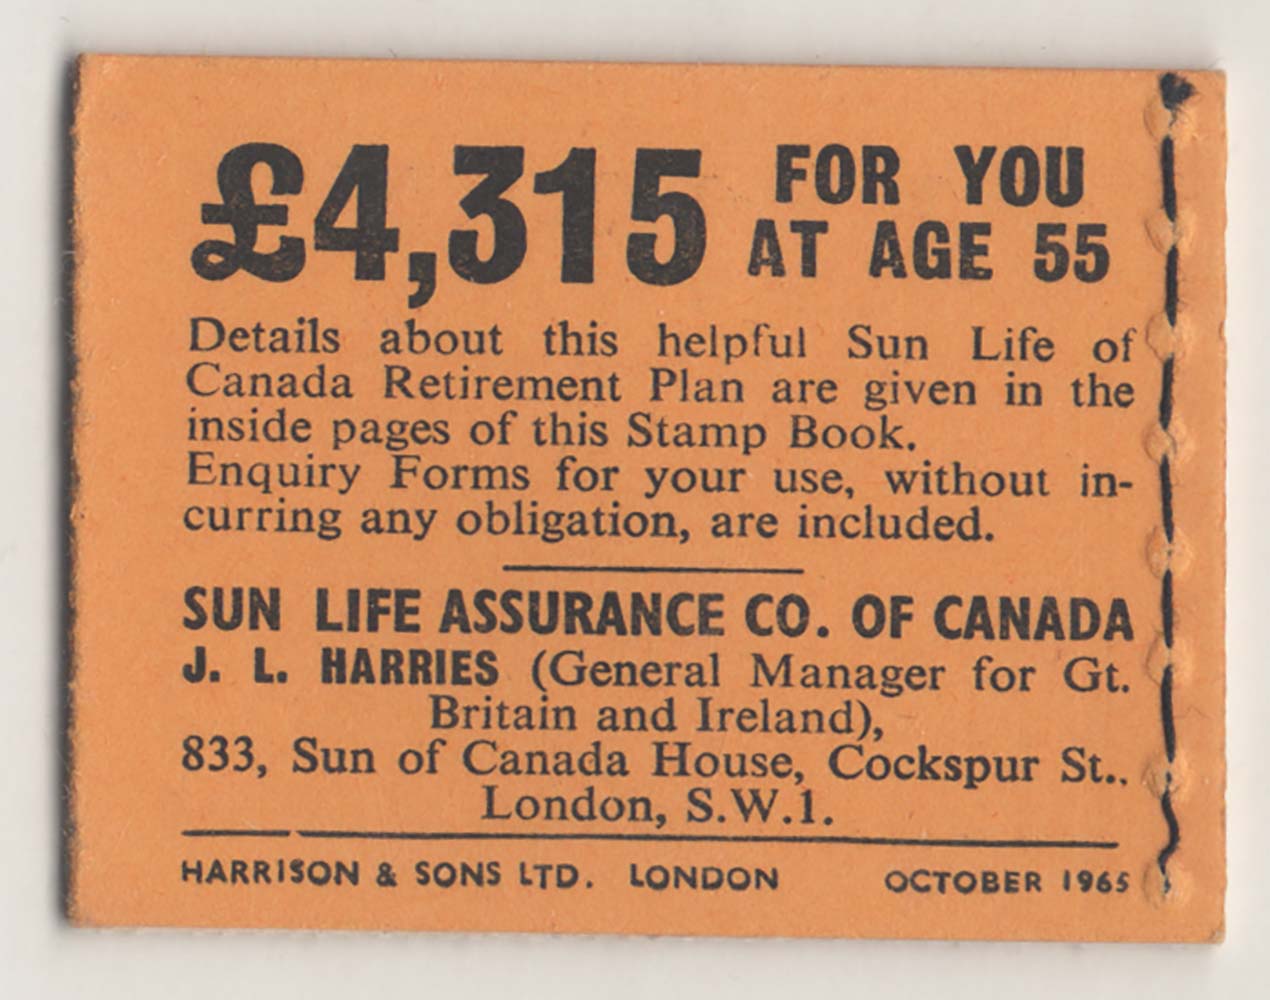 £4,315 FOR YOU
AT AGE 55
Details about this helpful Sun Life of
Canada Retirement Plan are given in the
inside pages of this Stamp Book.
Enquiry Forms for your use, without in-
curring any obligation, are included.
SUN LIFE ASSURANCE CO. OF CANADA
J. L. HARRIES (General Manager for Gt.
Britain and Ireland),
833, Sun of Canada House, Cockspur St.,
London, S.W.1.
HARRISON & SONS LTD. LONDON OCTOBER 1965